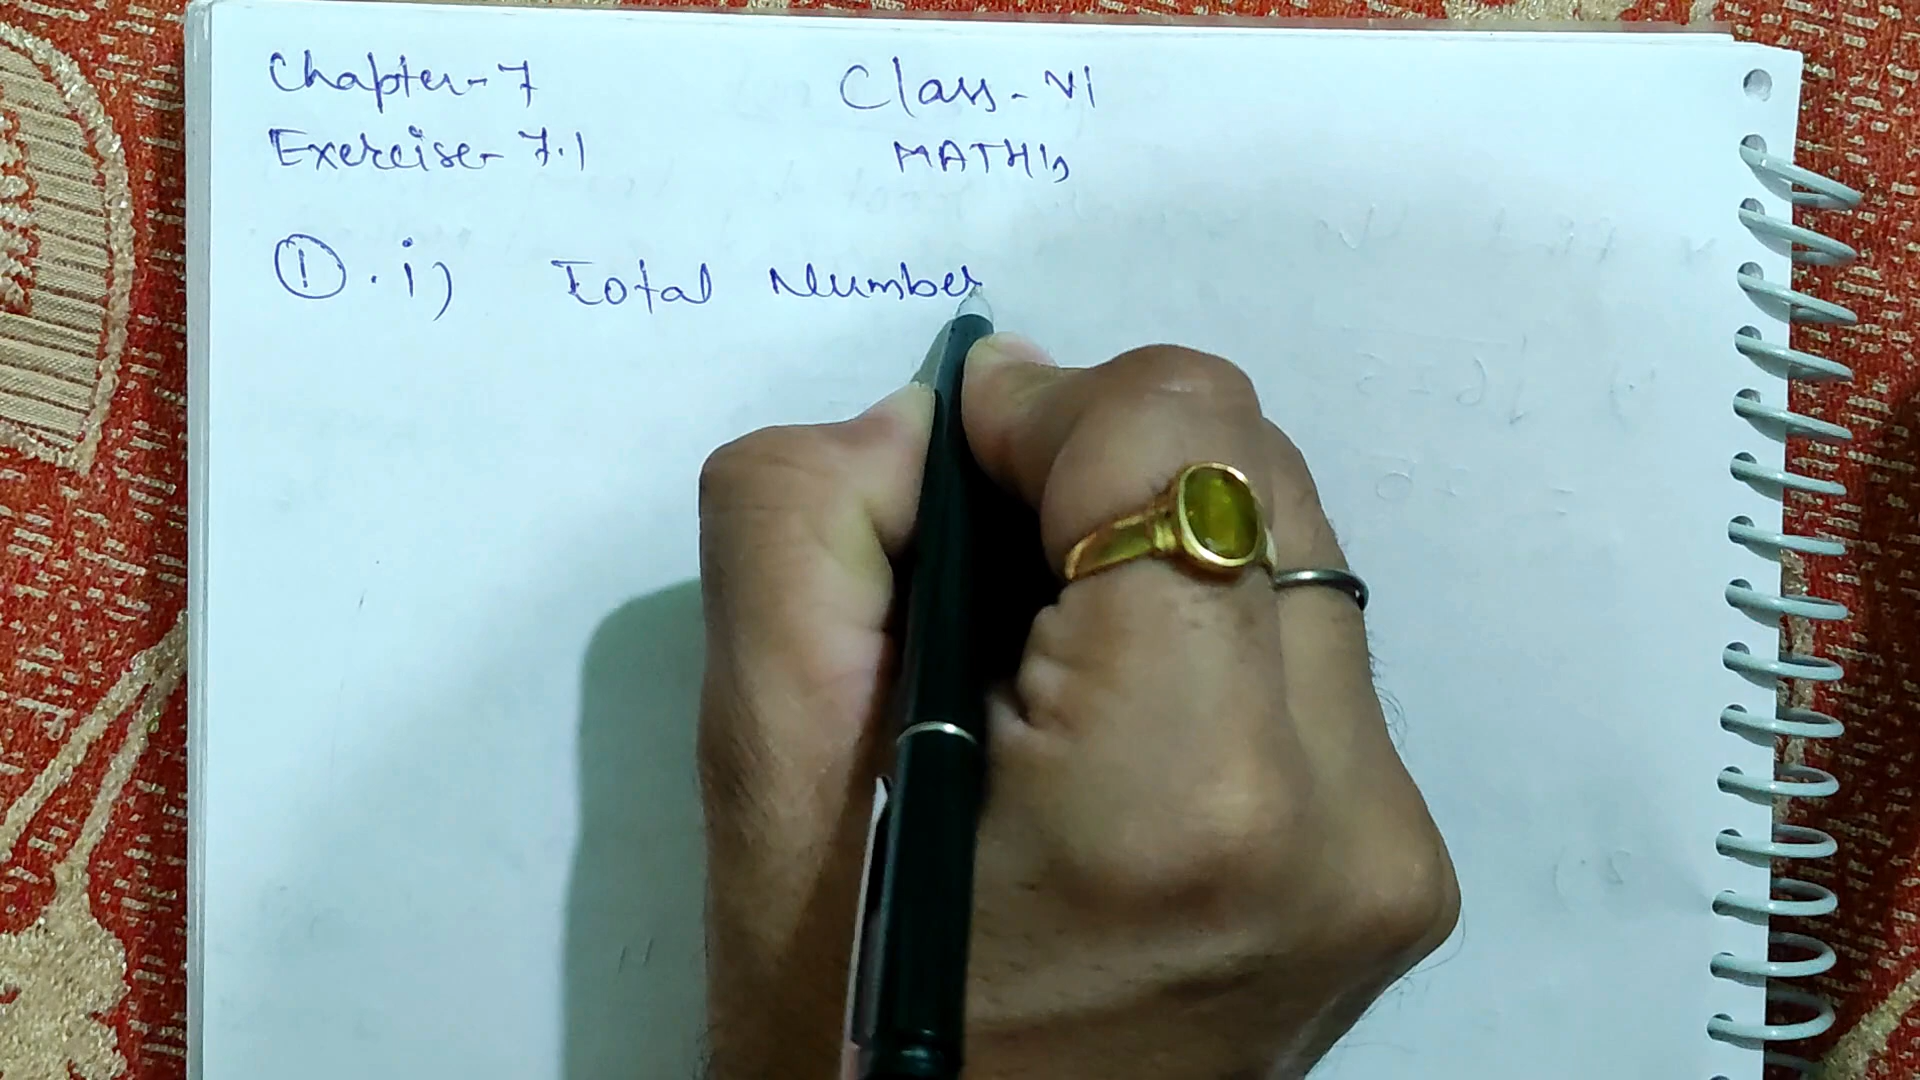 Chapter-7 Class-VI
Exercise-7.1 MATHs
①.i) Total Number